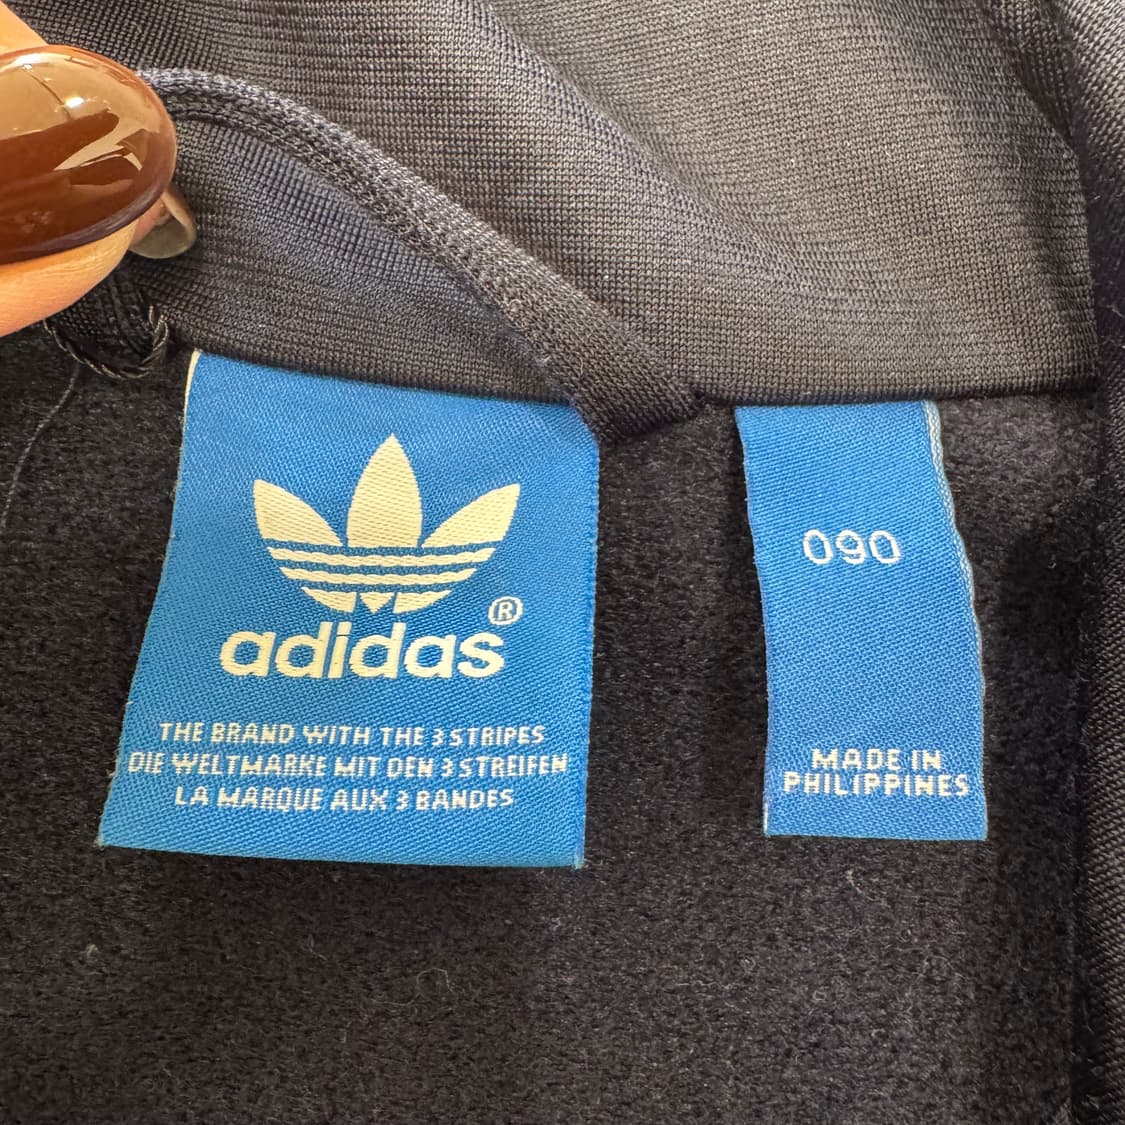 adidas®
THE BRAND WITH THE 3 STRIPES
DIE WELTMARKE MIT DEN 3 STREIFEN
LA MARQUE AUX 3 BANDES
090
MADE IN
PHILIPPINES